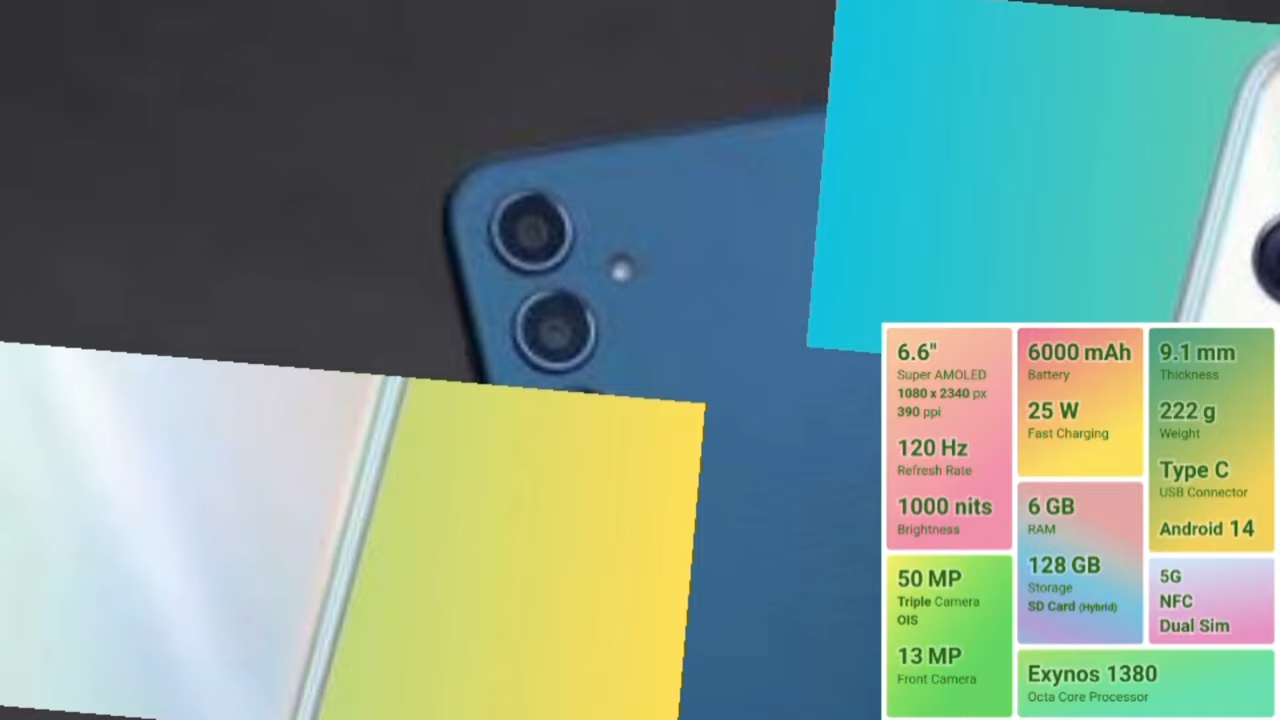 6.6"
Super AMOLED
1080 x 2340 px
390 ppi
120 Hz
Refresh Rate
1000 nits
Brightness
50 MP
Triple Camera
OIS
13 MP
Front Camera
6000 mAh
Battery
25 W
Fast Charging
6 GB
RAM
128 GB
Storage
SD Card (Hybrid)
9.1 mm
Thickness
222 g
Weight
Type C
USB Connector
Android 14
5G
NFC
Dual Sim
Exynos 1380
Octa Core Processor